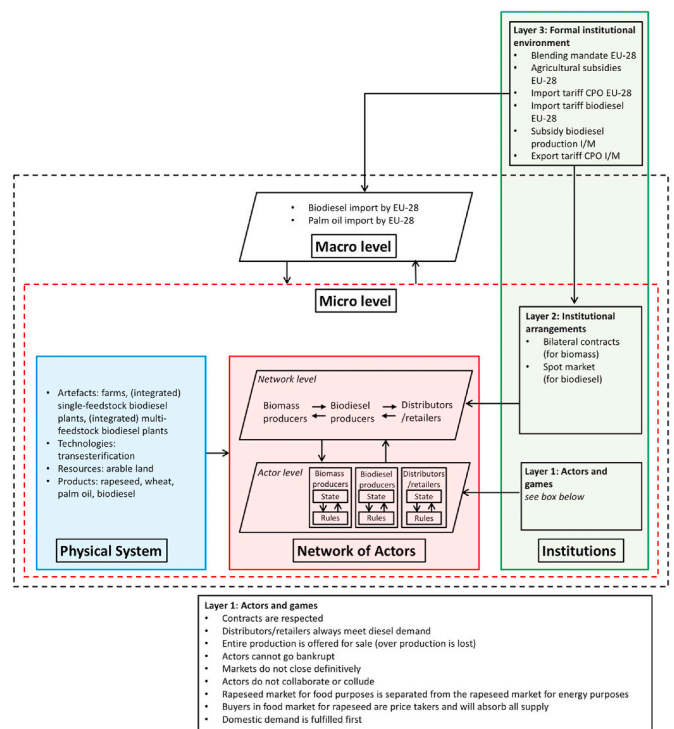 Layer 3: Formal institutional
environment
• Blending mandate EU-28
• Agricultural subsidies
EU-28
• Import tariff CPO EU-28
• Import tariff biodiesel
EU-28
• Subsidy biodiesel
production I/M
• Export tariff CPO I/M
• Biodiesel import by EU-28
• Palm oil import by EU-28
Macro level
Micro level
Layer 2: Institutional
arrangements
• Bilateral contracts
(for biomass)
• Spot market
(for biodiesel)
• Artefacts: farms, (integrated)
single-feedstock biodiesel
plants, (integrated) multi-
feedstock biodiesel plants
• Technologies:
transesterification
• Resources: arable land
• Products: rapeseed, wheat,
palm oil, biodiesel
Physical System
Network level
Biomass
producers
Biodiesel
producers
Distributors
/retailers
Actor level
Biomass
producers
State
Rules
Biodiesel
producers
State
Rules
Distributors
/retailers
State
Rules
Network of Actors
Layer 1: Actors and
games
see box below
Institutions
Layer 1: Actors and games
• Contracts are respected
• Distributors/retailers always meet diesel demand
• Entire production is offered for sale (over production is lost)
• Actors cannot go bankrupt
• Markets do not close definitively
• Actors do not collaborate or collude
• Rapeseed market for food purposes is separated from the rapeseed market for energy purposes
• Buyers in food market for rapeseed are price takers and will absorb all supply
• Domestic demand is fulfilled first